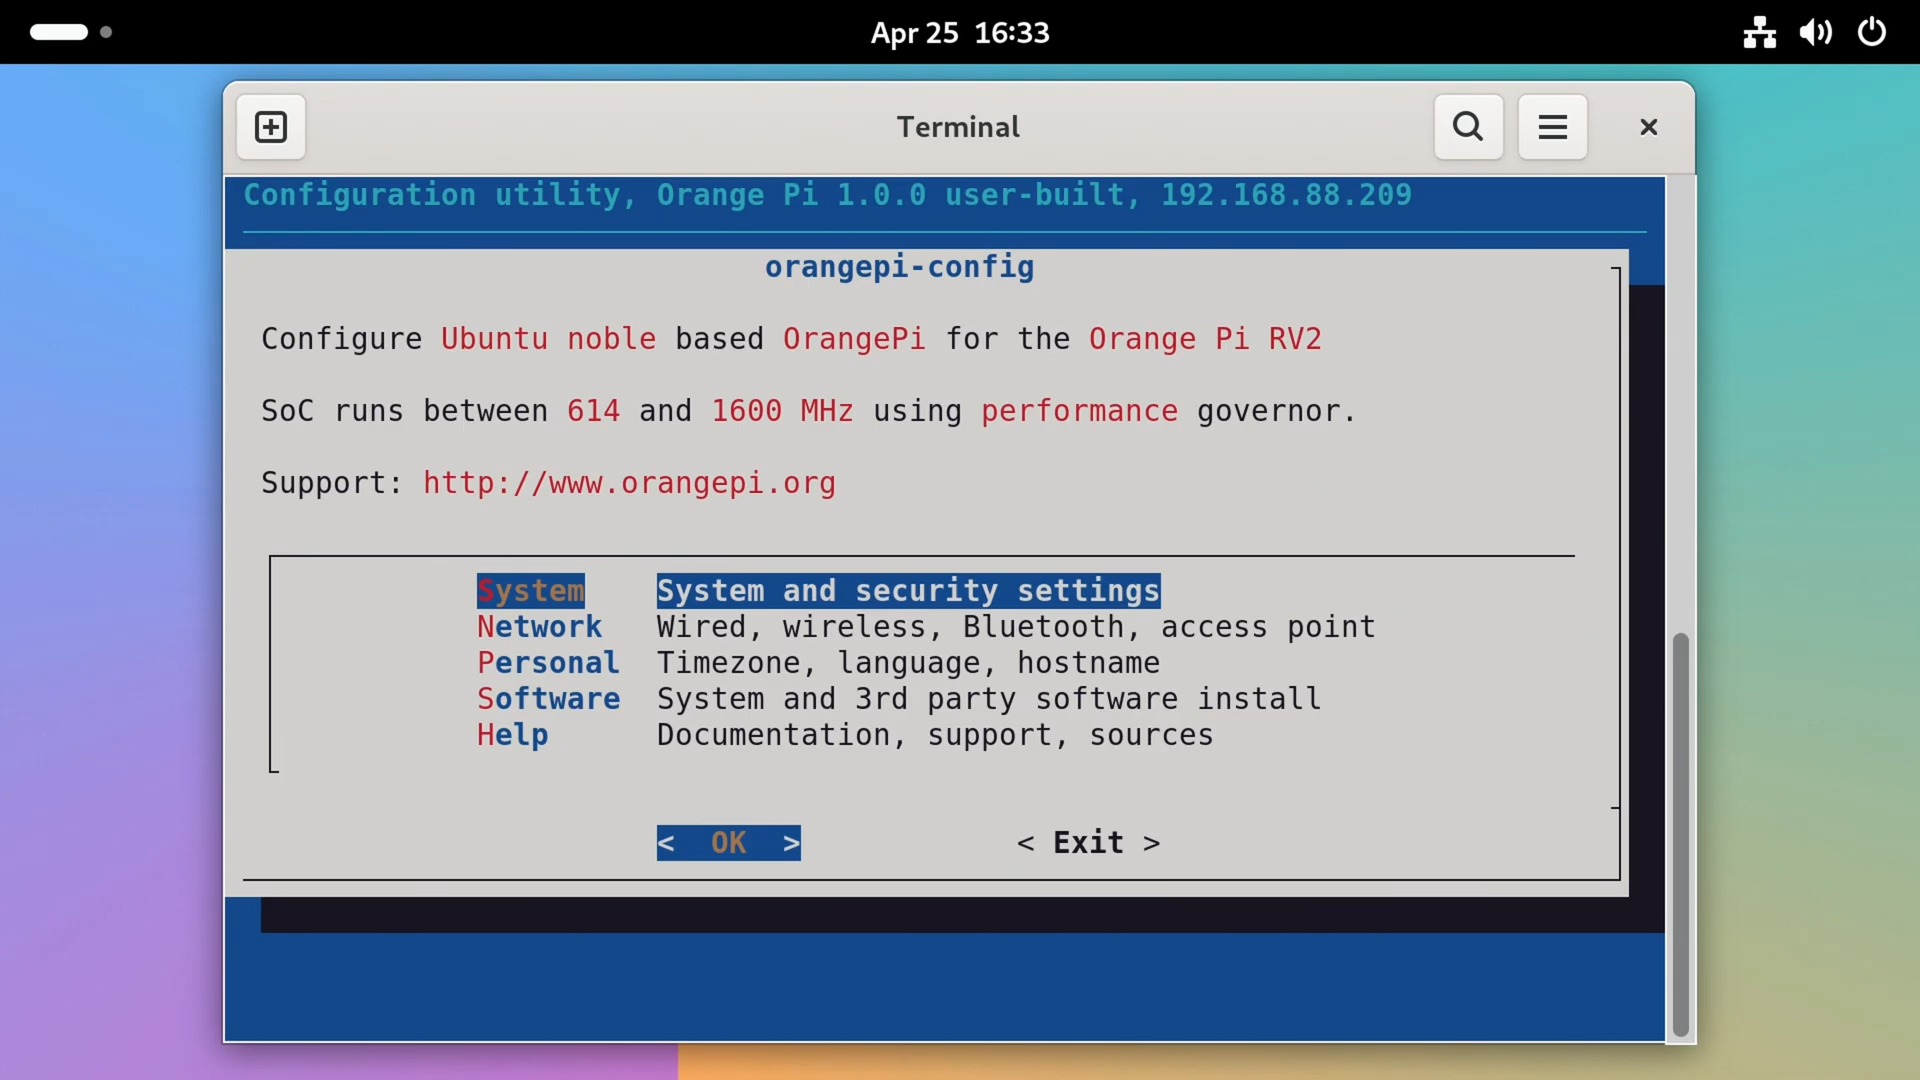 Apr 25 16:33
Terminal
Configuration utility, Orange Pi 1.0.0 user-built, 192.168.88.209
orangepi-config
Configure Ubuntu noble based OrangePi for the Orange Pi RV2
SoC runs between 614 and 1600 MHz using performance governor.
Support: http://www.orangepi.org
System System and security settings
Network Wired, wireless, Bluetooth, access point
Personal Timezone, language, hostname
Software System and 3rd party software install
Help Documentation, support, sources
< OK > < Exit >